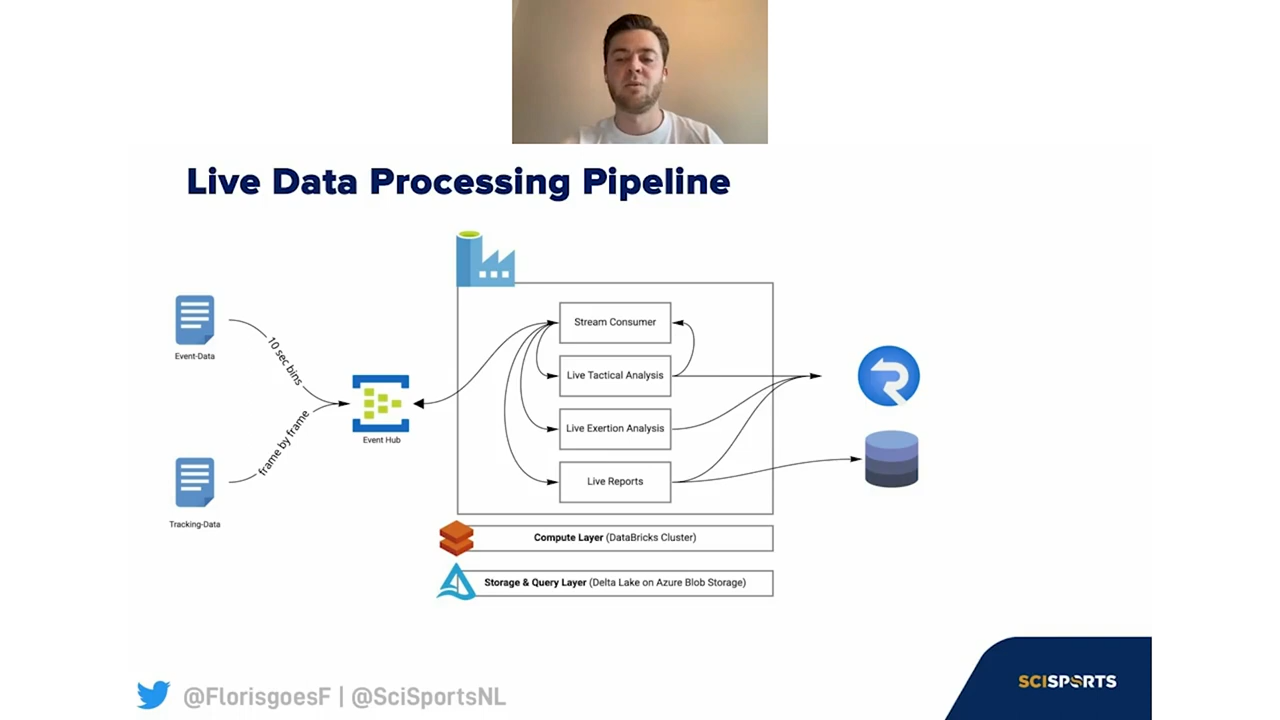 Live Data Processing Pipeline
Event-Data
10 sec bins
frame by frame
Tracking-Data
Event Hub
Stream Consumer
Live Tactical Analysis
Live Exertion Analysis
Live Reports
Compute Layer (DataBricks Cluster)
Storage & Query Layer (Delta Lake on Azure Blob Storage)
@FlorisgoesF | @SciSportsNL
SCISPORTS